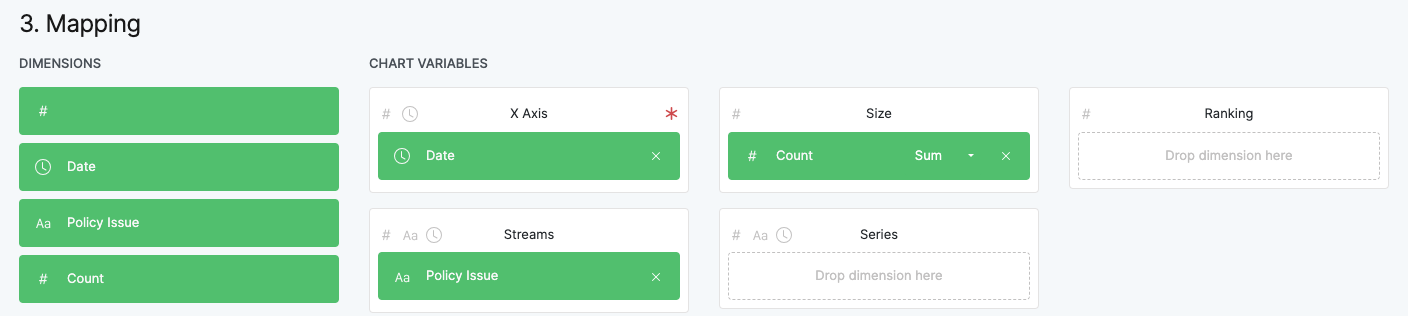 3. Mapping
DIMENSIONS
#
Date
Aa Policy Issue
# Count
CHART VARIABLES
# X Axis *
Date ×
# Size
# Count Sum ×
# Ranking
Drop dimension here
# Aa Streams
Aa Policy Issue ×
# Aa Series
Drop dimension here